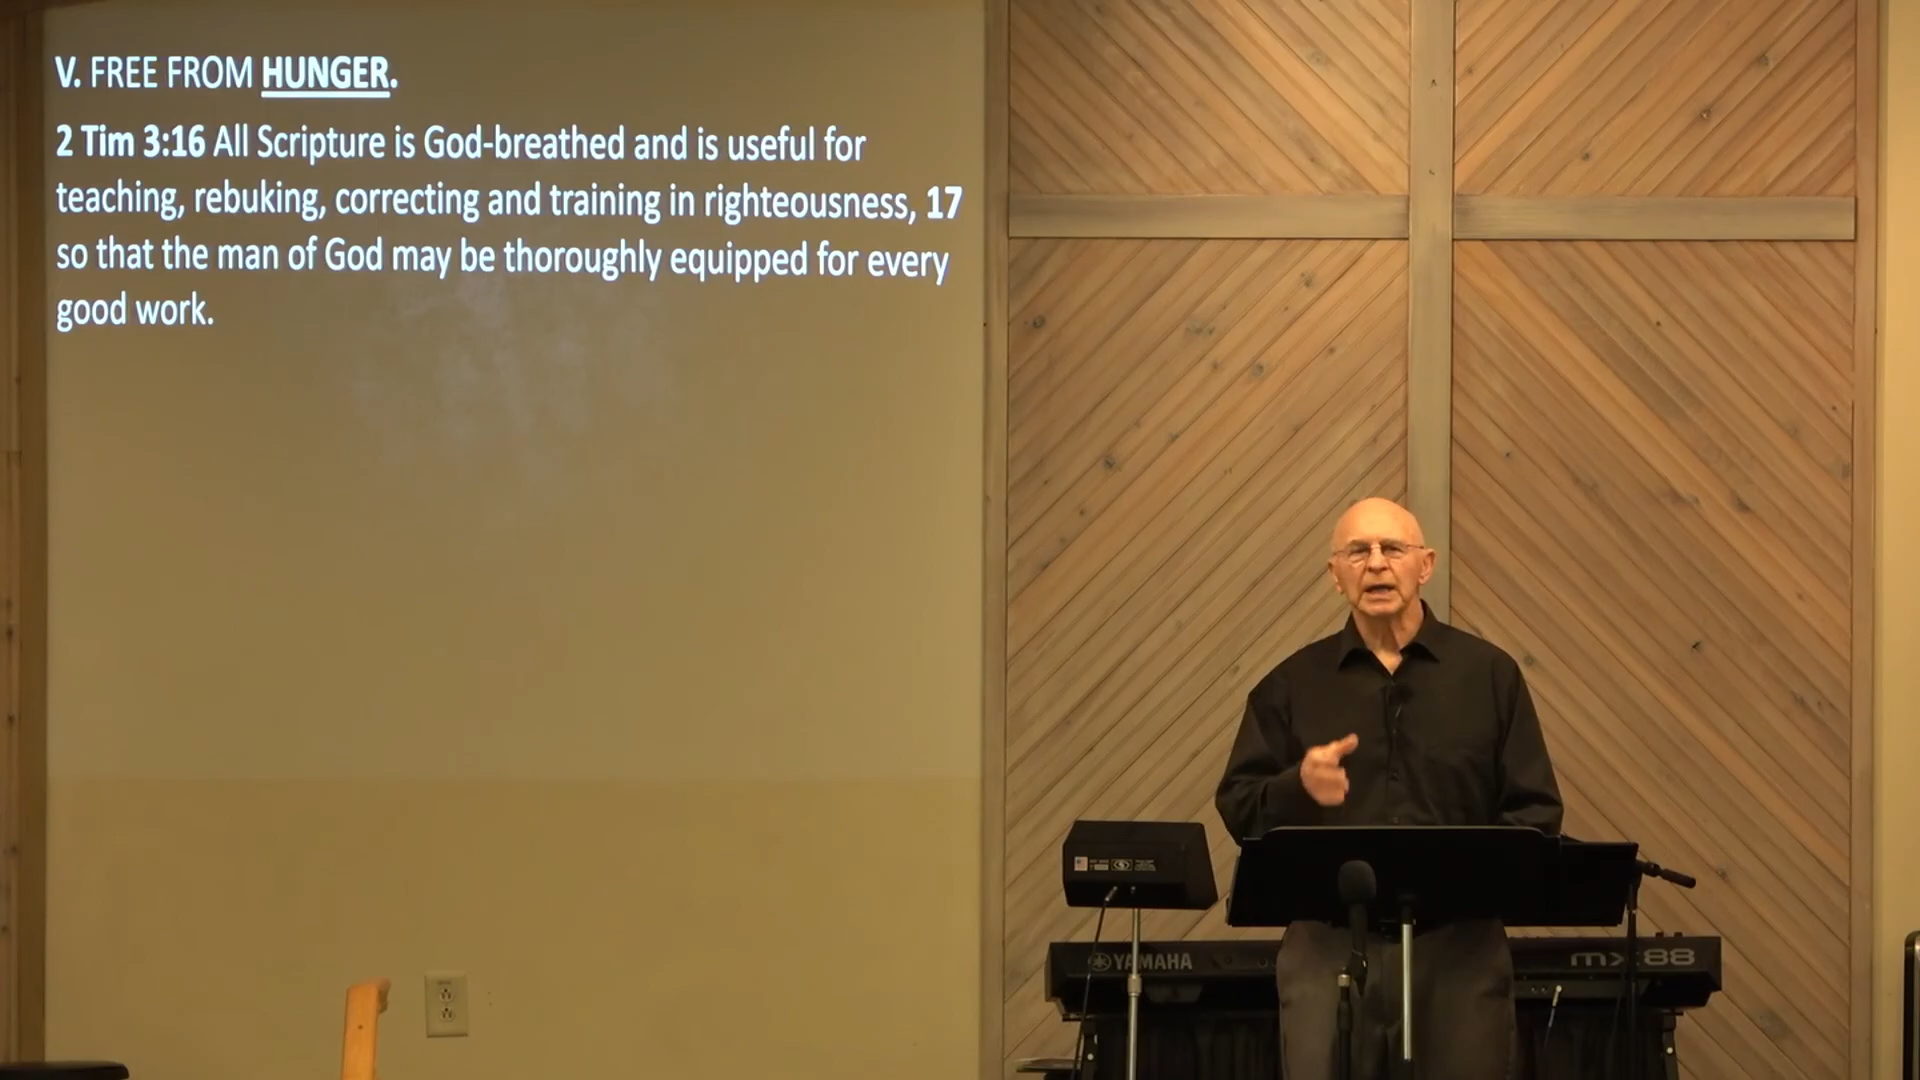 V. FREE FROM HUNGER.
2 Tim 3:16 All Scripture is God-breathed and is useful for
teaching, rebuking, correcting and training in righteousness, 17
so that the man of God may be thoroughly equipped for every
good work.
YAMAHA
MX88